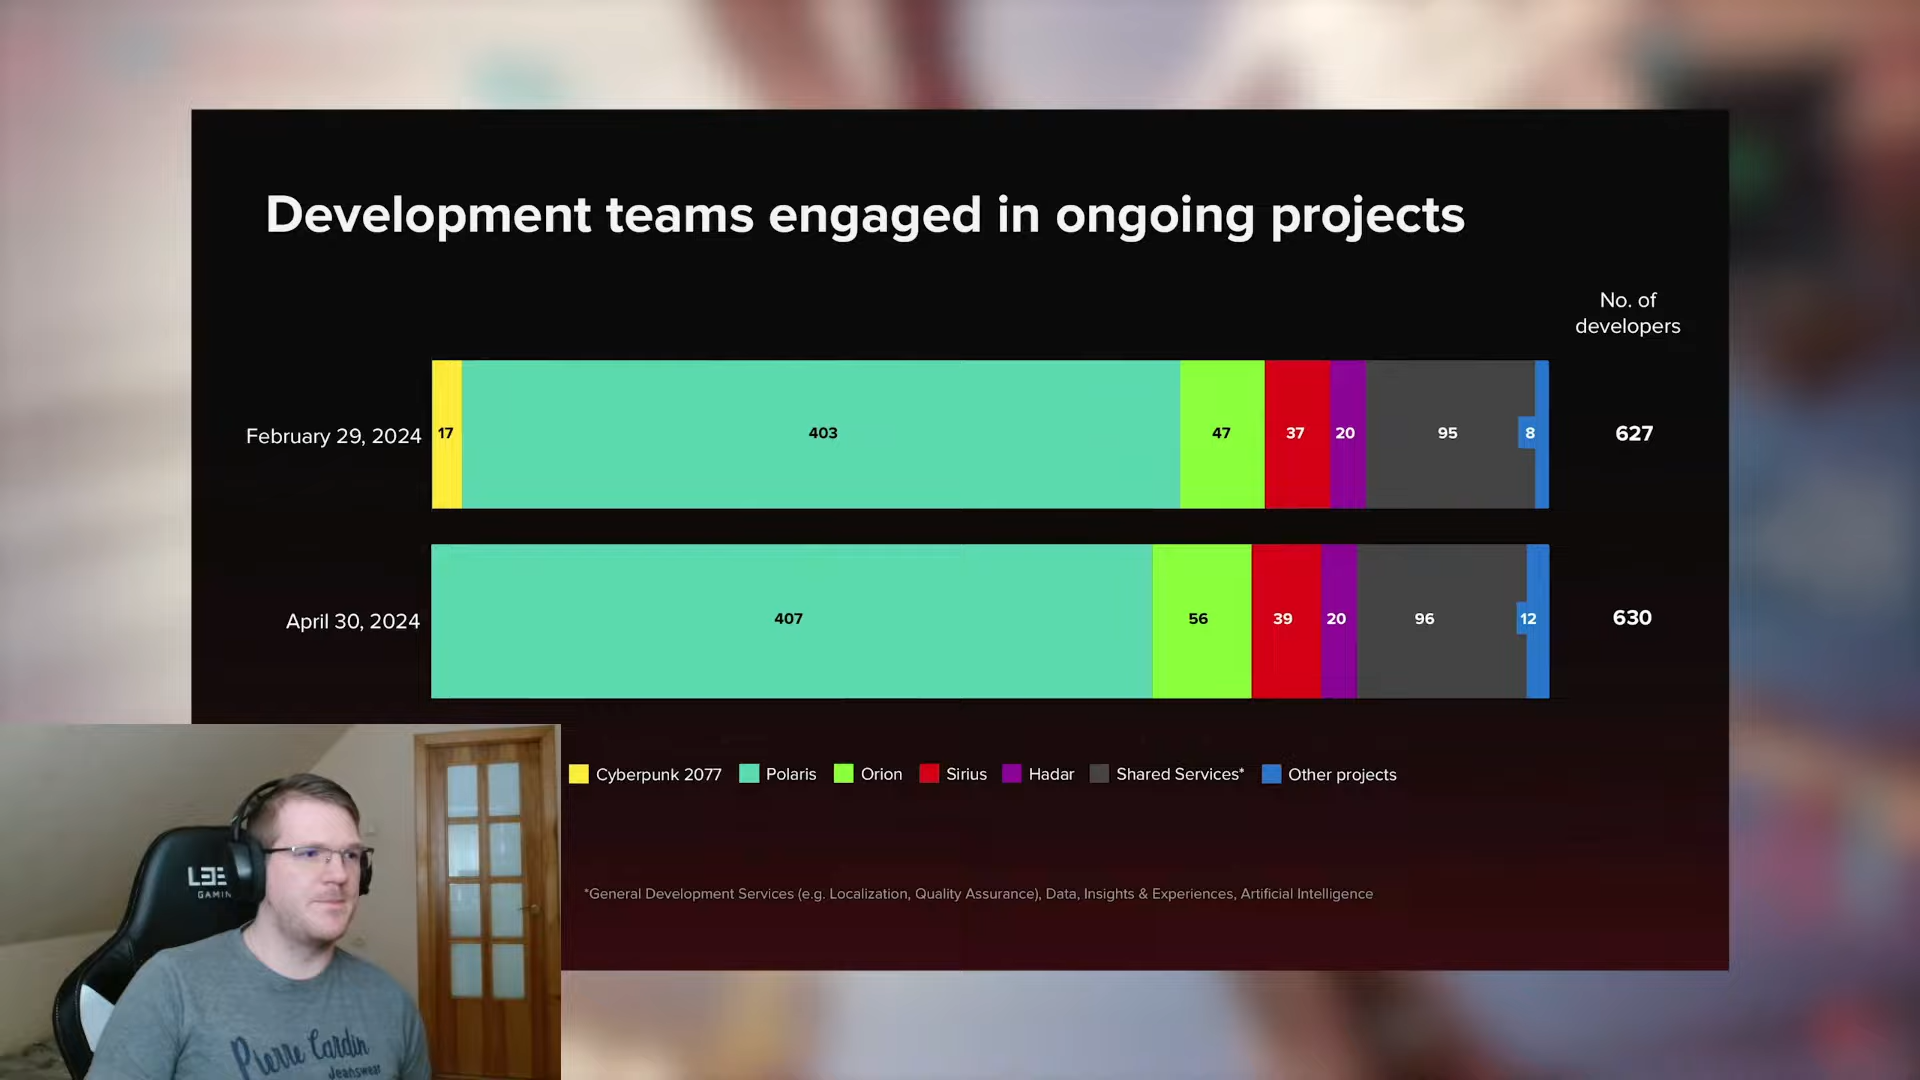 Development teams engaged in ongoing projects
No. of
developers
February 29, 2024 17 403 47 37 20 95 8 627
April 30, 2024 407 56 39 20 96 12 630
Cyberpunk 2077 Polaris Orion Sirius Hadar Shared Services* Other projects
*General Development Services (e.g. Localization, Quality Assurance), Data, Insights & Experiences, Artificial Intelligence
GAMIN
Pierre Cardin
Jeanswear